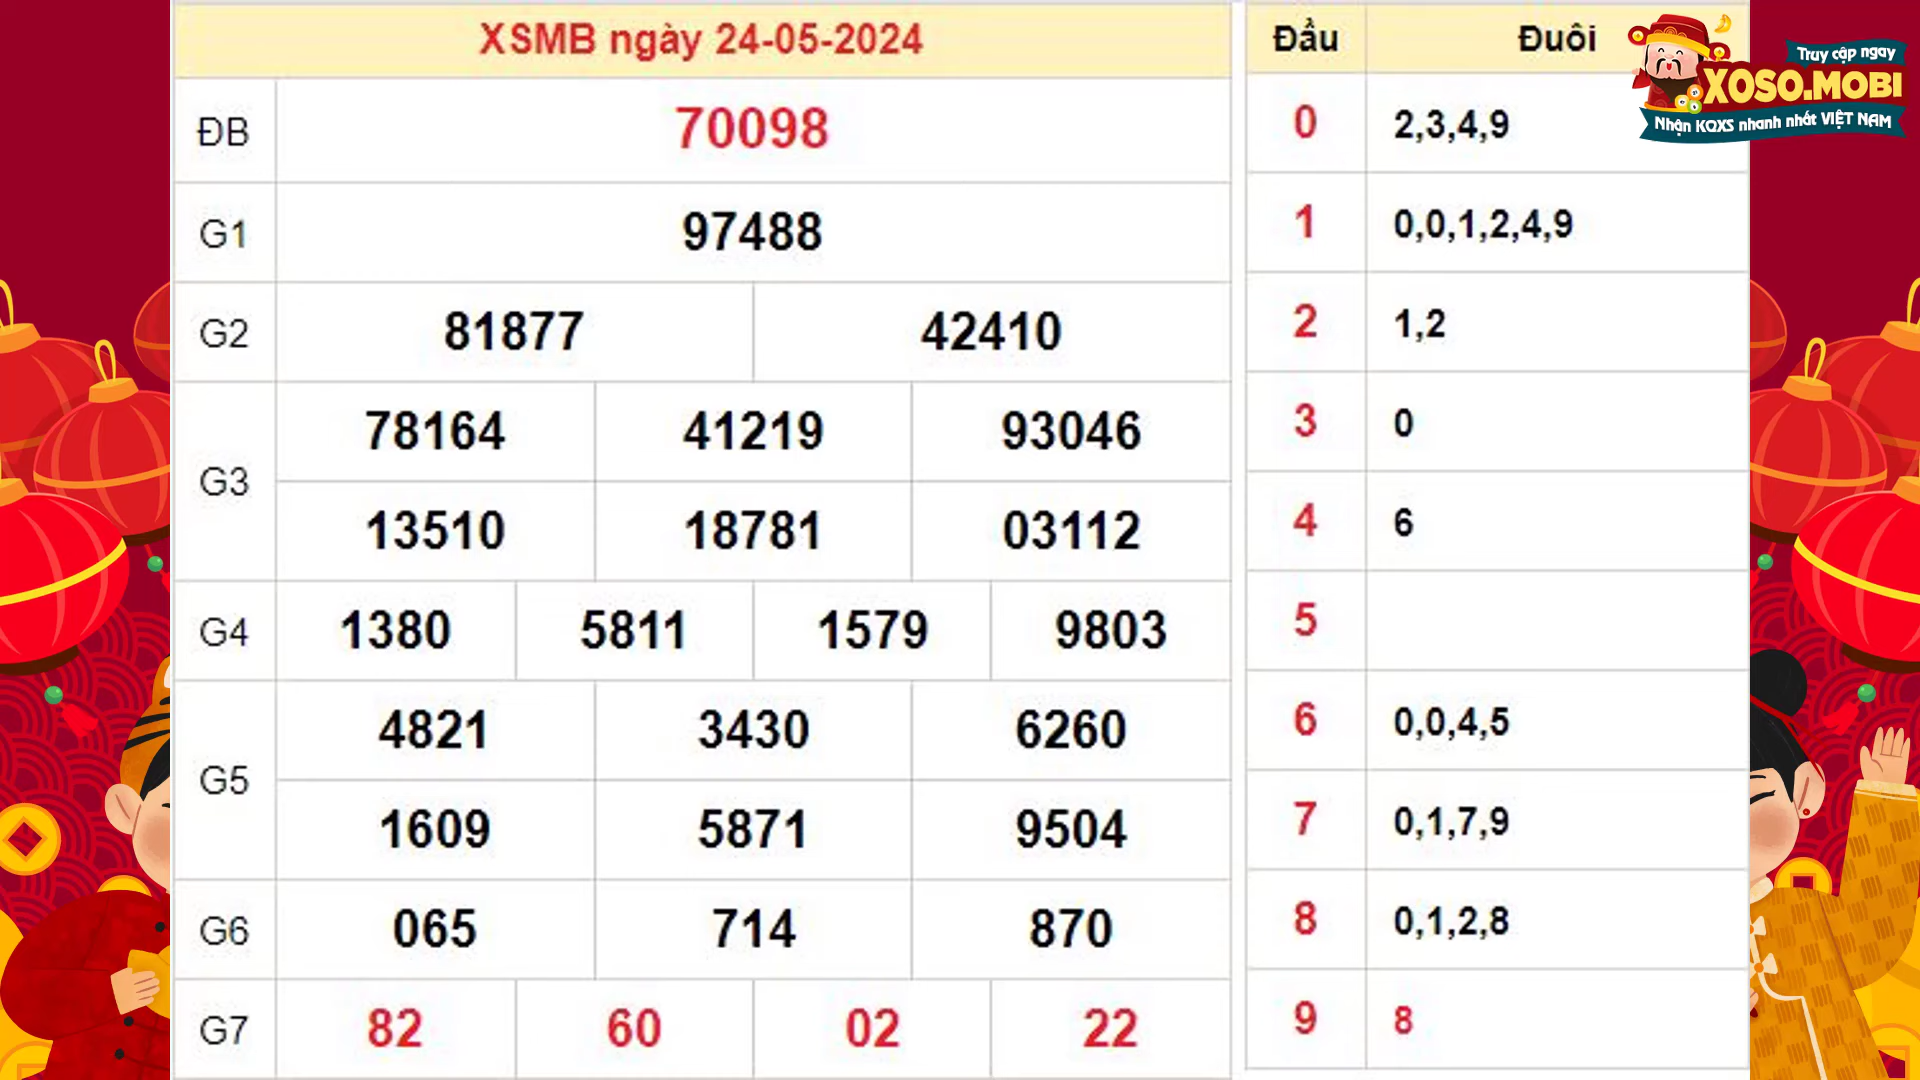 XSMB ngày 24-05-2024
ĐB 70098
G1 97488
G2 81877 42410
G3 78164 41219 93046
13510 18781 03112
G4 1380 5811 1579 9803
G5 4821 3430 6260
1609 5871 9504
G6 065 714 870
G7 82 60 02 22
Đầu Đuôi
0 2,3,4,9
1 0,0,1,2,4,9
2 1,2
3 0
4 6
5
6 0,0,4,5
7 0,1,7,9
8 0,1,2,8
9 8
Truy cập ngay
XOSO.MOBI
Nhận KQXS nhanh nhất VIỆT NAM